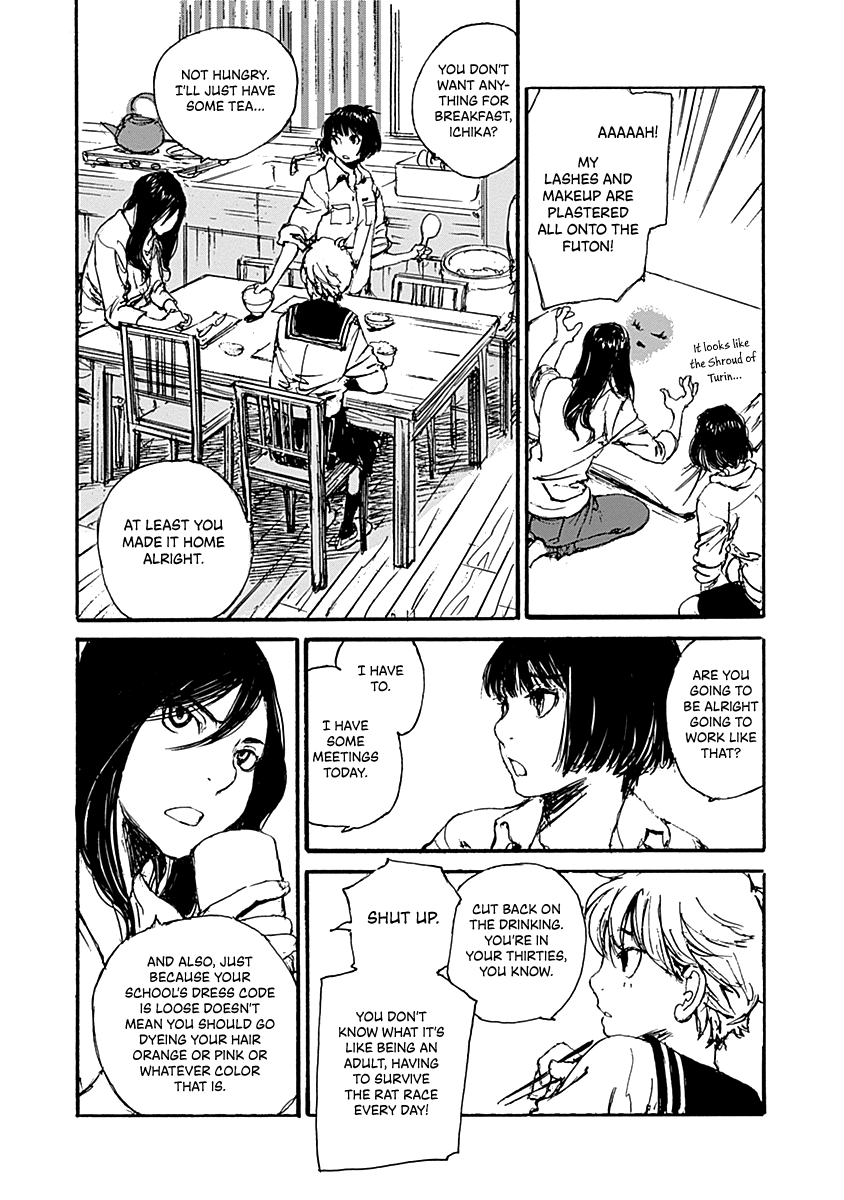 AAAAAH!
MY
LASHES AND
MAKEUP ARE
PLASTERED
ALL ONTO THE
FUTON!
It looks like
the Shroud of
Turin...
YOU DON'T
WANT ANY-
THING FOR
BREAKFAST,
ICHIKA?
NOT HUNGRY.
I'LL JUST HAVE
SOME TEA...
AT LEAST YOU
MADE IT HOME
ALRIGHT.
ARE YOU
GOING TO
BE ALRIGHT
GOING TO
WORK LIKE
THAT?
I HAVE
TO.
I HAVE
SOME
MEETINGS
TODAY.
CUT BACK ON
THE DRINKING.
YOU'RE IN
YOUR THIRTIES,
YOU KNOW.
SHUT UP.
YOU DON'T
KNOW WHAT IT'S
LIKE BEING AN
ADULT, HAVING
TO SURVIVE
THE RAT RACE
EVERY DAY!
AND ALSO, JUST
BECAUSE YOUR
SCHOOL'S DRESS CODE
IS LOOSE DOESN'T
MEAN YOU SHOULD GO
DYEING YOUR HAIR
ORANGE OR PINK OR
WHATEVER COLOR
THAT IS.